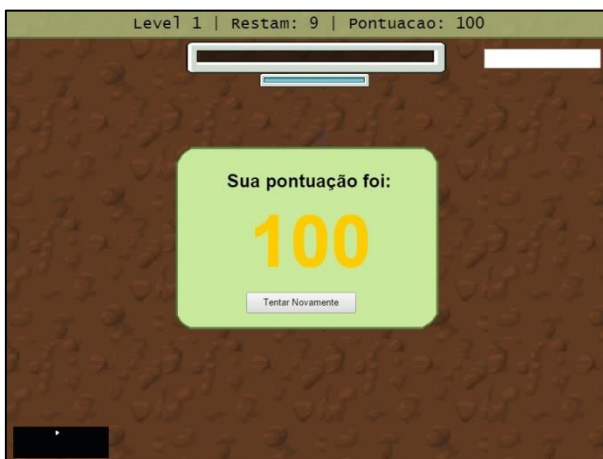 Level 1 | Restam: 9 | Pontuacao: 100
Sua pontuação foi:
100
Tentar Novamente